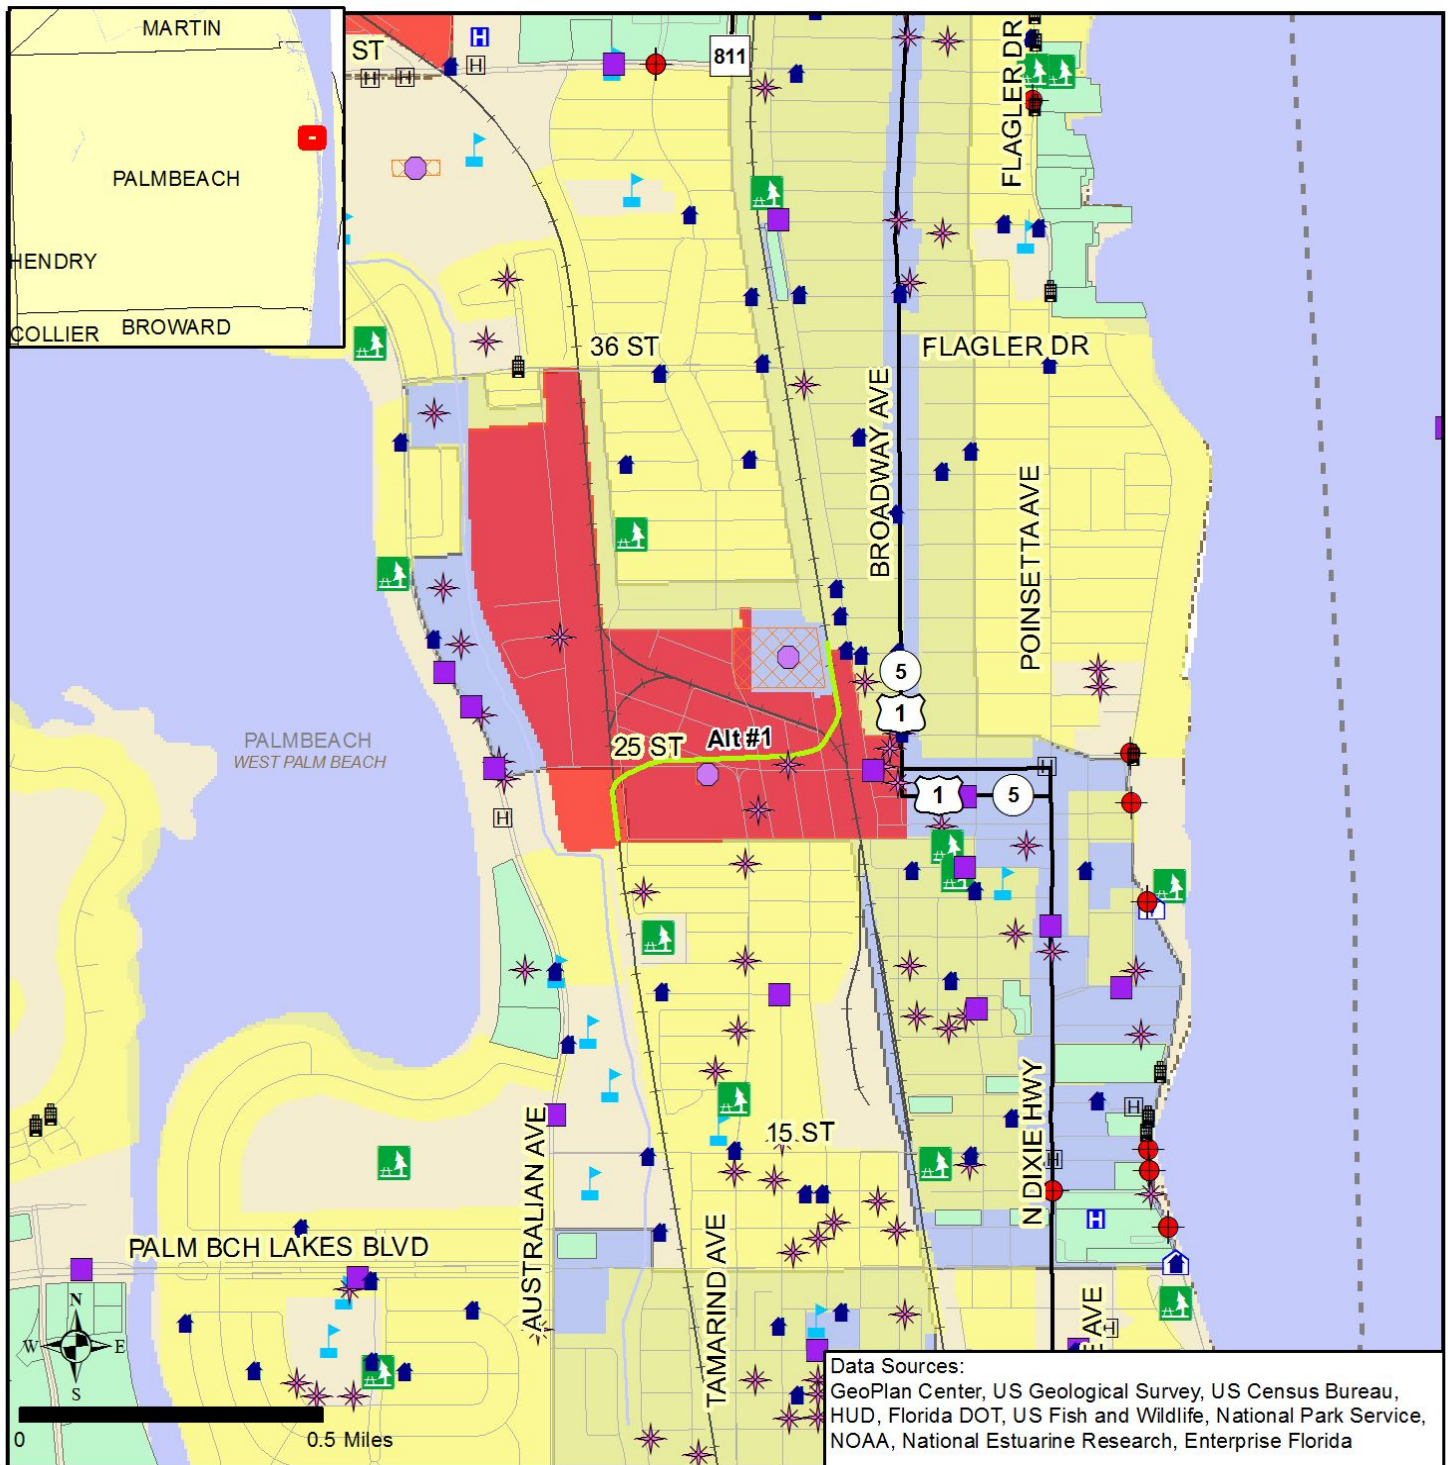 MARTIN
PALMBEACH
HENDRY
COLLIER
BROWARD
ST
H
H
H
H
811
FLAGLER DR
36 ST
FLAGLER DR
BROADWAY AVE
POINSETTA AVE
5
1
PALMBEACH
WEST PALM BEACH
25 ST
Alt #1
H
1
5
H
N DIXIE HWY
H
15 ST
H
AUSTRALIAN AVE
H
PALM BCH LAKES BLVD
TAMARIND AVE
E AVE
H
N
W
E
S
0
0.5 Miles
Data Sources:
GeoPlan Center, US Geological Survey, US Census Bureau,
HUD, Florida DOT, US Fish and Wildlife, National Park Service,
NOAA, National Estuarine Research, Enterprise Florida